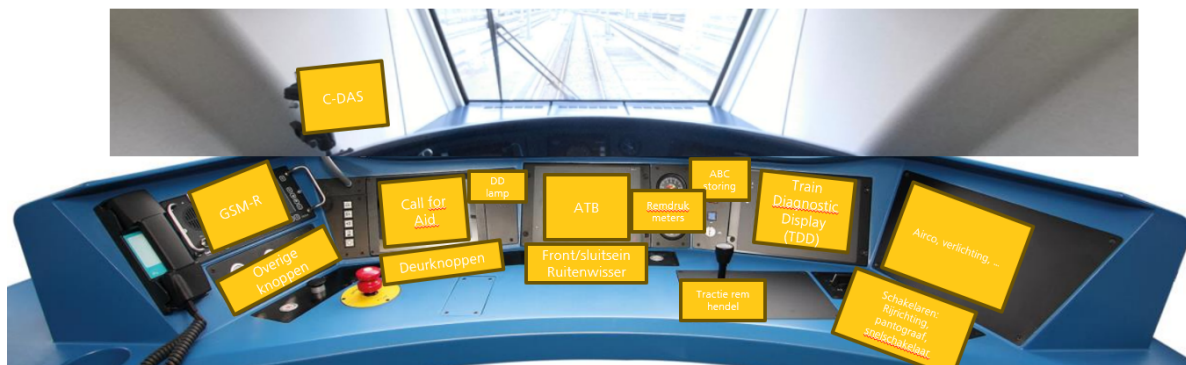 C-DAS
GSM-R
Overige
knoppen
Call for
Aid
DD
lamp
Deurknoppen
ATB
Front/sluitsein
Ruitenwisser
Remdruk
meters
ABC
storing
Tractie rem
hendel
Train
Diagnostic
Display
(TDD)
Airco, verlichting, ..
Schakelaren:
Rijrichting,
pantograaf,
snelschakelaar